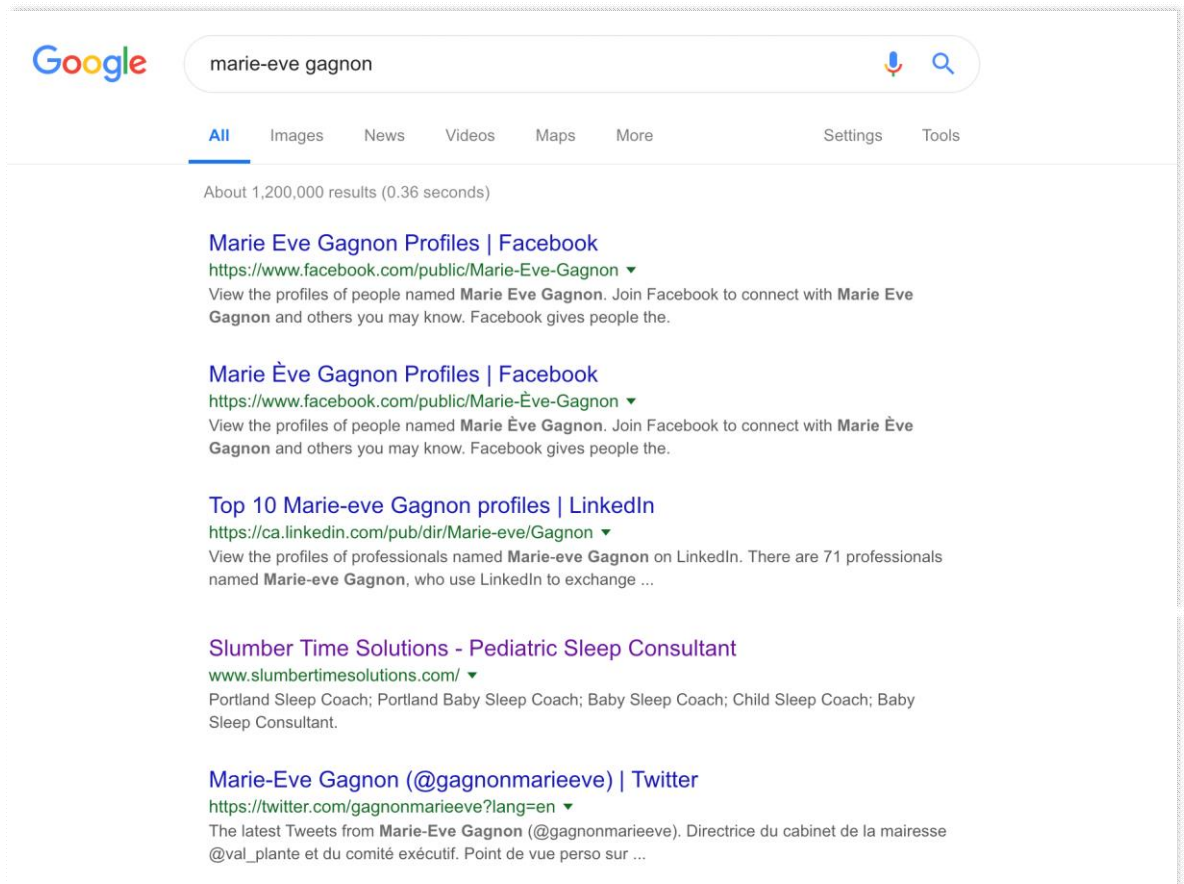 Google
marie-eve gagnon
All Images News Videos Maps More Settings Tools
About 1,200,000 results (0.36 seconds)
Marie Eve Gagnon Profiles | Facebook
https://www.facebook.com/public/Marie-Eve-Gagnon
View the profiles of people named Marie Eve Gagnon. Join Facebook to connect with Marie Eve
Gagnon and others you may know. Facebook gives people the.
Marie Ève Gagnon Profiles | Facebook
https://www.facebook.com/public/Marie-Ève-Gagnon
View the profiles of people named Marie Ève Gagnon. Join Facebook to connect with Marie Ève
Gagnon and others you may know. Facebook gives people the.
Top 10 Marie-eve Gagnon profiles | LinkedIn
https://ca.linkedin.com/pub/dir/Marie-eve/Gagnon
View the profiles of professionals named Marie-eve Gagnon on LinkedIn. There are 71 professionals
named Marie-eve Gagnon, who use LinkedIn to exchange ...
Slumber Time Solutions - Pediatric Sleep Consultant
www.slumbertimesolutions.com/
Portland Sleep Coach; Portland Baby Sleep Coach; Baby Sleep Coach; Child Sleep Coach; Baby
Sleep Consultant.
Marie-Eve Gagnon (@gagnonmarieeve) | Twitter
https://twitter.com/gagnonmarieeve?lang=en
The latest Tweets from Marie-Eve Gagnon (@gagnonmarieeve). Directrice du cabinet de la mairesse
@val_plante et du comité exécutif. Point de vue perso sur ...